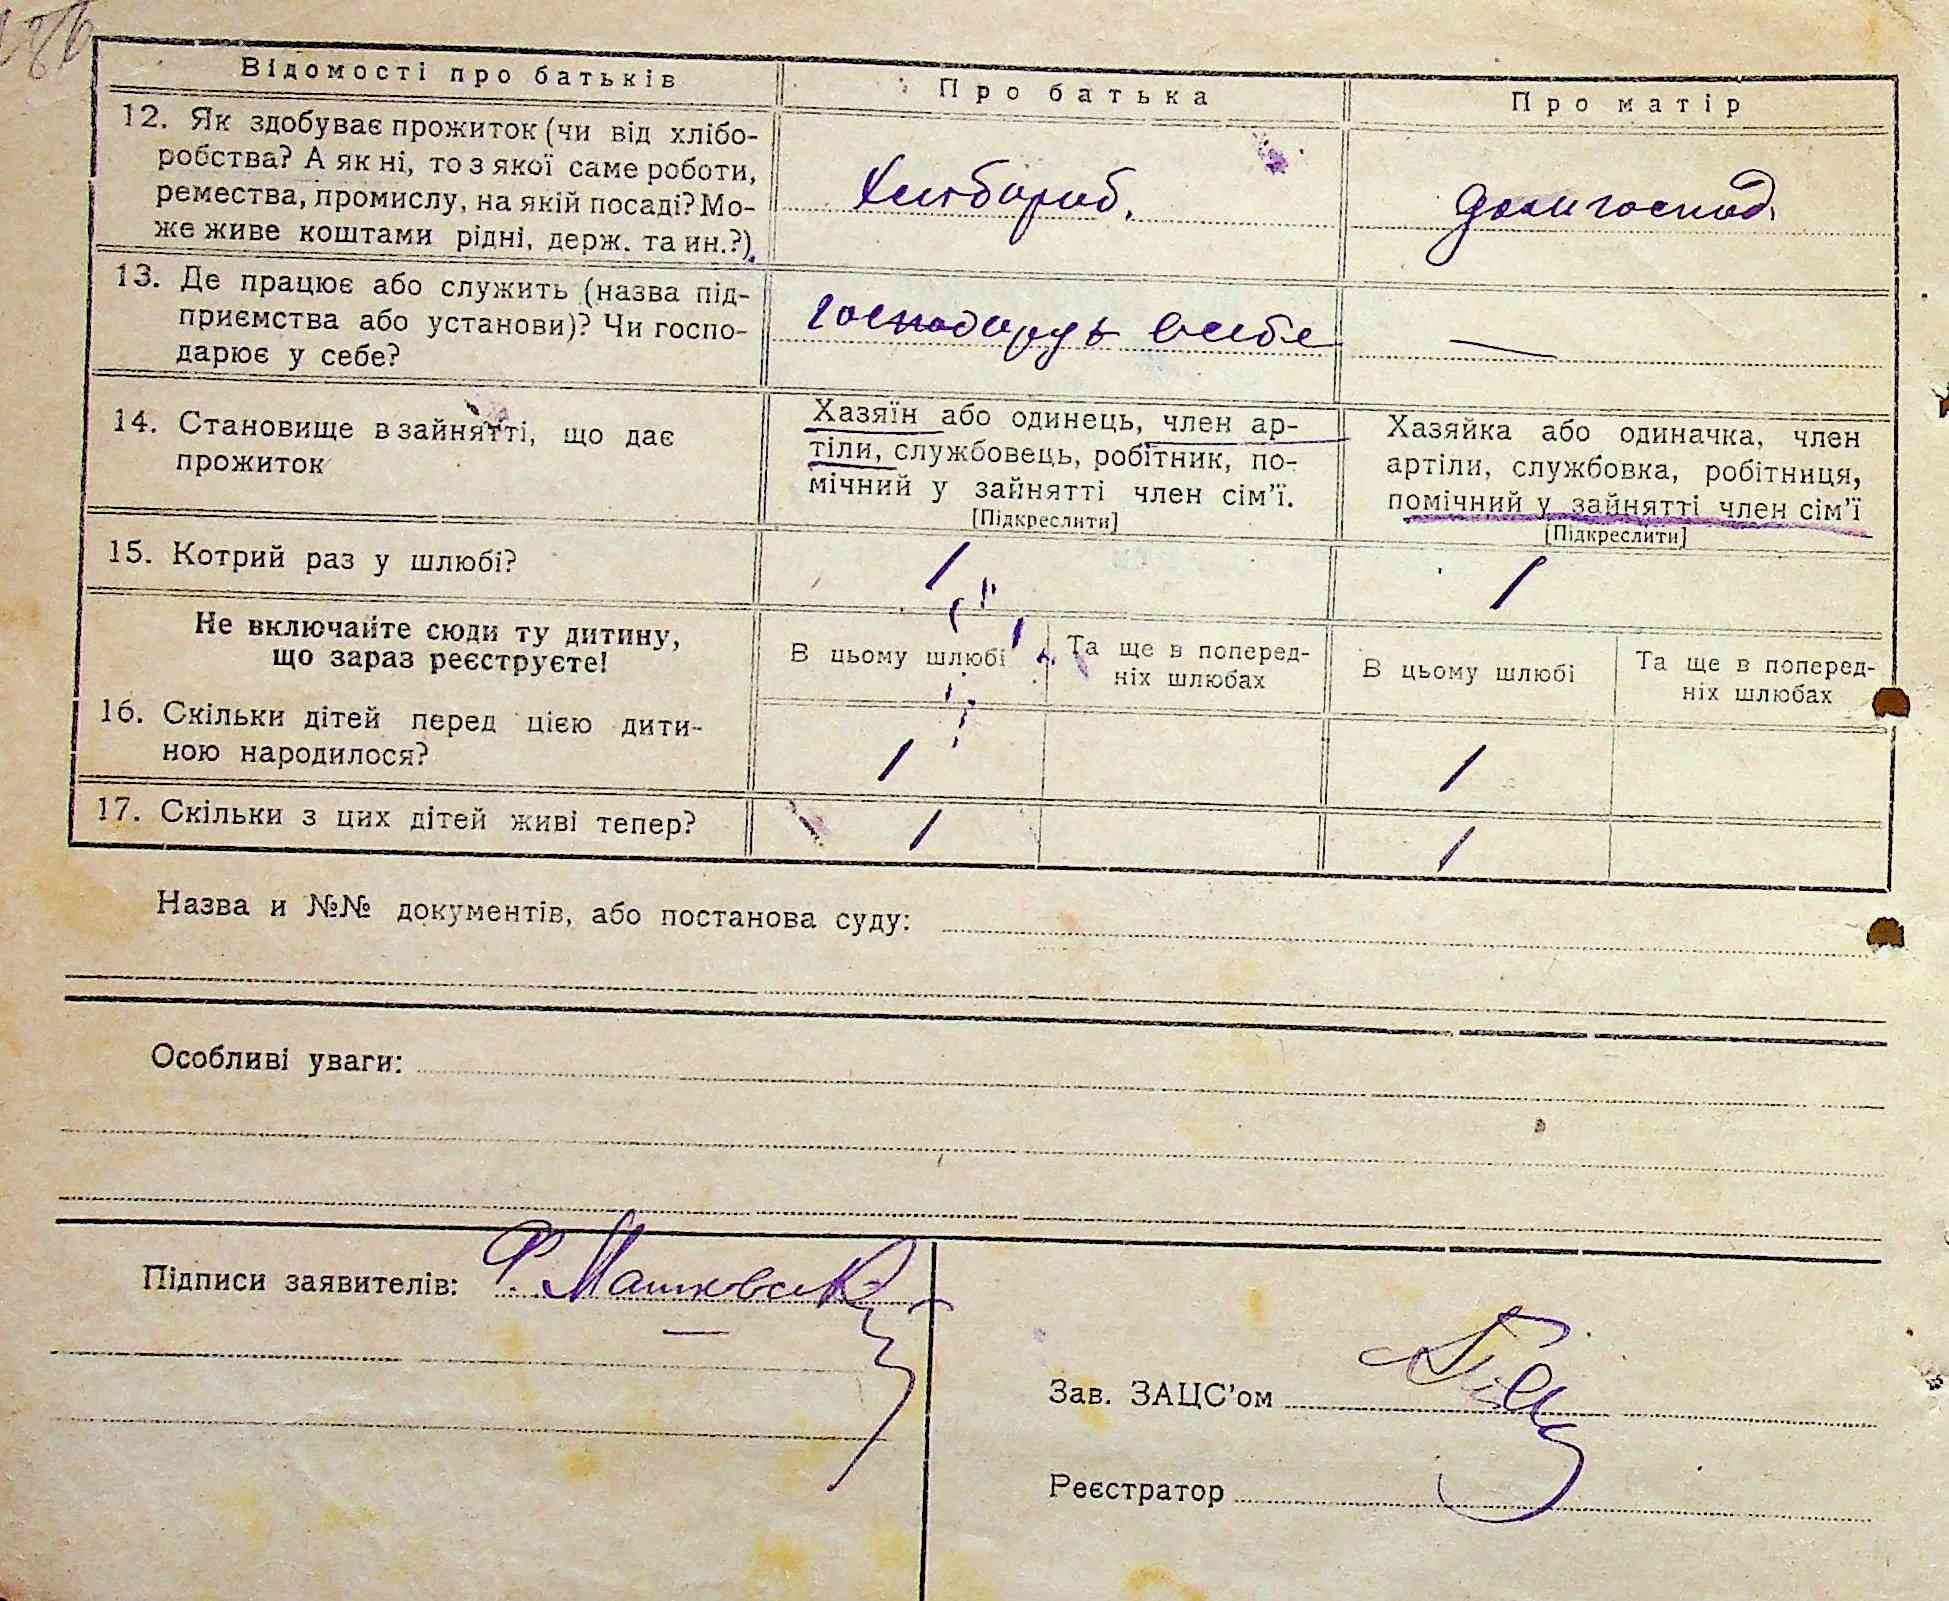 Відомості про батьків
Про батька
Про матір
12. Як здобуває прожиток (чи від хлібо-
робства? А як ні, то з якої саме роботи,
ремества, промислу, на якій посаді? Мо-
же живе коштами рідні, держ. та ин.?).
Хлібороб.
домогоспод.
13. Де працює або служить (назва під-
приємства або установи)? Чи госпо-
дарює у себе?
—
14. Становище в зайнятті, що дає
прожиток
Хазяїн або одинець, член ар-
тіли, службовець, робітник, по-
мічний у зайнятті член сім'ї.
[Підкреслити]
Хазяйка або одиначка, член
артіли, службовка, робітниця,
помічний у зайнятті член сім'ї
[Підкреслити]
15. Котрий раз у шлюбі?
1
1
Не включайте сюди ту дитину,
що зараз реєструєте!
В цьому шлюбі
Та ще в поперед-
ніх шлюбах
В цьому шлюбі
Та ще в поперед-
ніх шлюбах
16. Скільки дітей перед цією дити-
ною народилося?
1
1
17. Скільки з цих дітей живі тепер?
1
1
Назва и №№ документів, або постанова суду:
Особливі уваги:
Підписи заявителів:
Зав. ЗАЦС'ом
Реєстратор